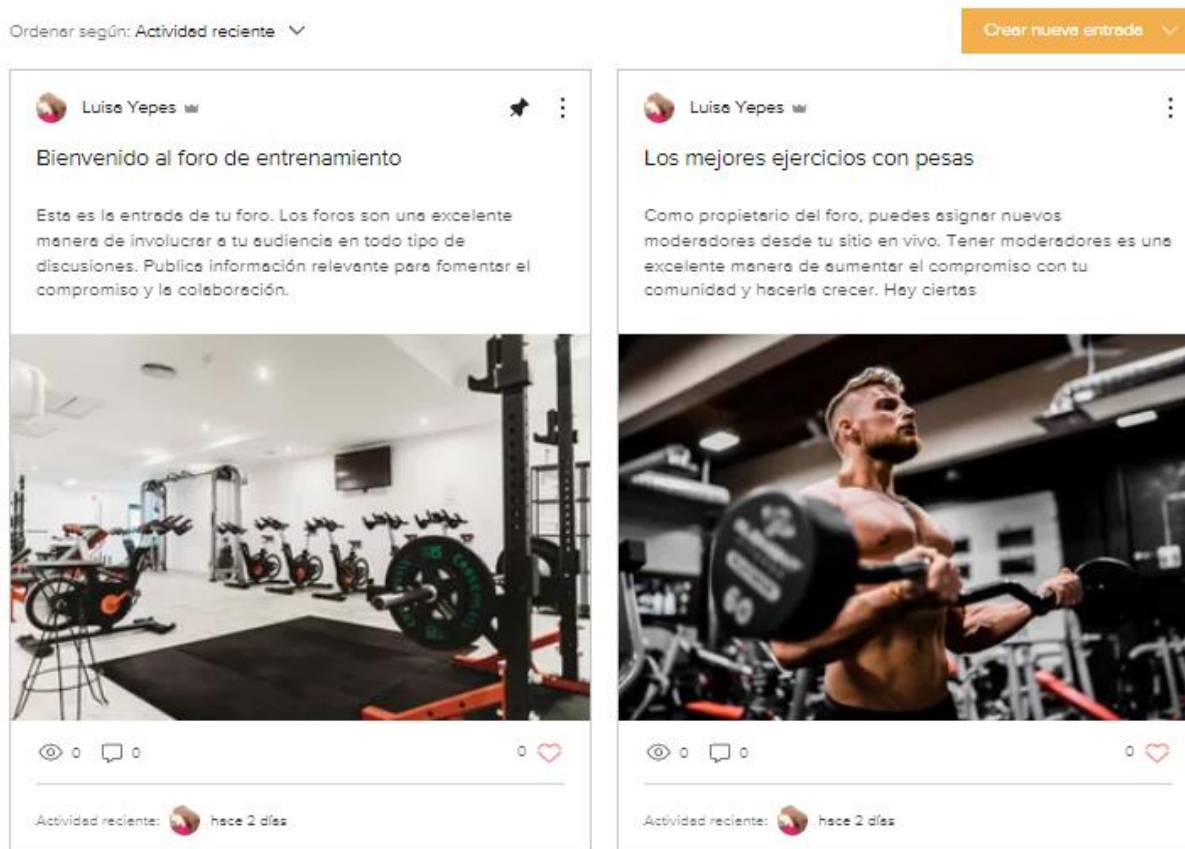 Ordenar según: Actividad reciente
Crear nueva entrada
Luisa Yepes
Bienvenido al foro de entrenamiento
Esta es la entrada de tu foro. Los foros son una excelente
manera de involucrar a tu audiencia en todo tipo de
discusiones. Publica información relevante para fomentar el
compromiso y la colaboración.
0 0 0
Actividad reciente: hace 2 días
Luisa Yepes
Los mejores ejercicios con pesas
Como propietario del foro, puedes asignar nuevos
moderadores desde tu sitio en vivo. Tener moderadores es una
excelente manera de aumentar el compromiso con tu
comunidad y hacerla crecer. Hay ciertas
60
0 0 0
Actividad reciente: hace 2 días